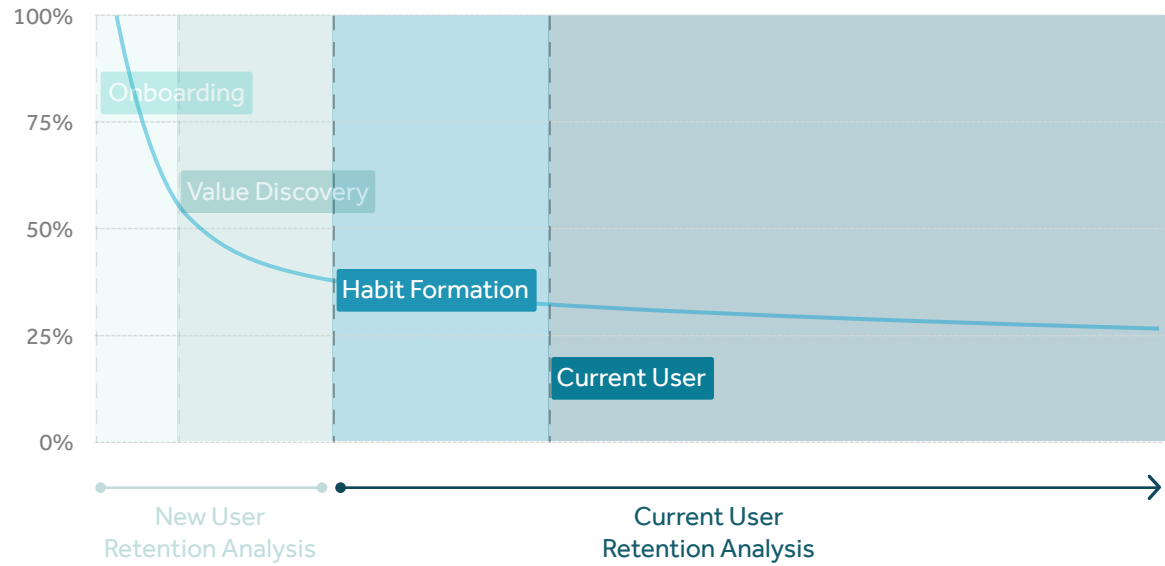 100%
Onboarding
75%
Value Discovery
50%
Habit Formation
25%
Current User
0%
New User
Retention Analysis
Current User
Retention Analysis